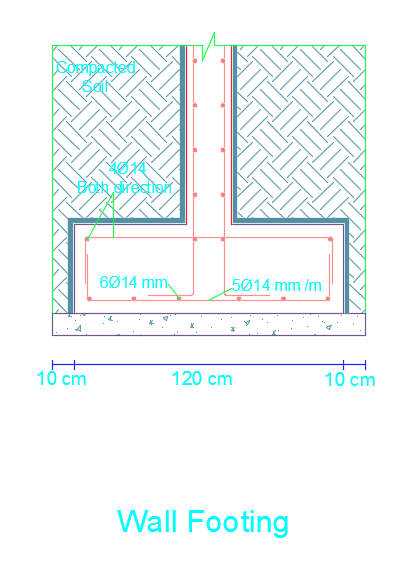 Compacted
Soil
4Ø14
Both direction
6Ø14 mm
5Ø14 mm /m
10 cm
120 cm
10 cm
Wall Footing